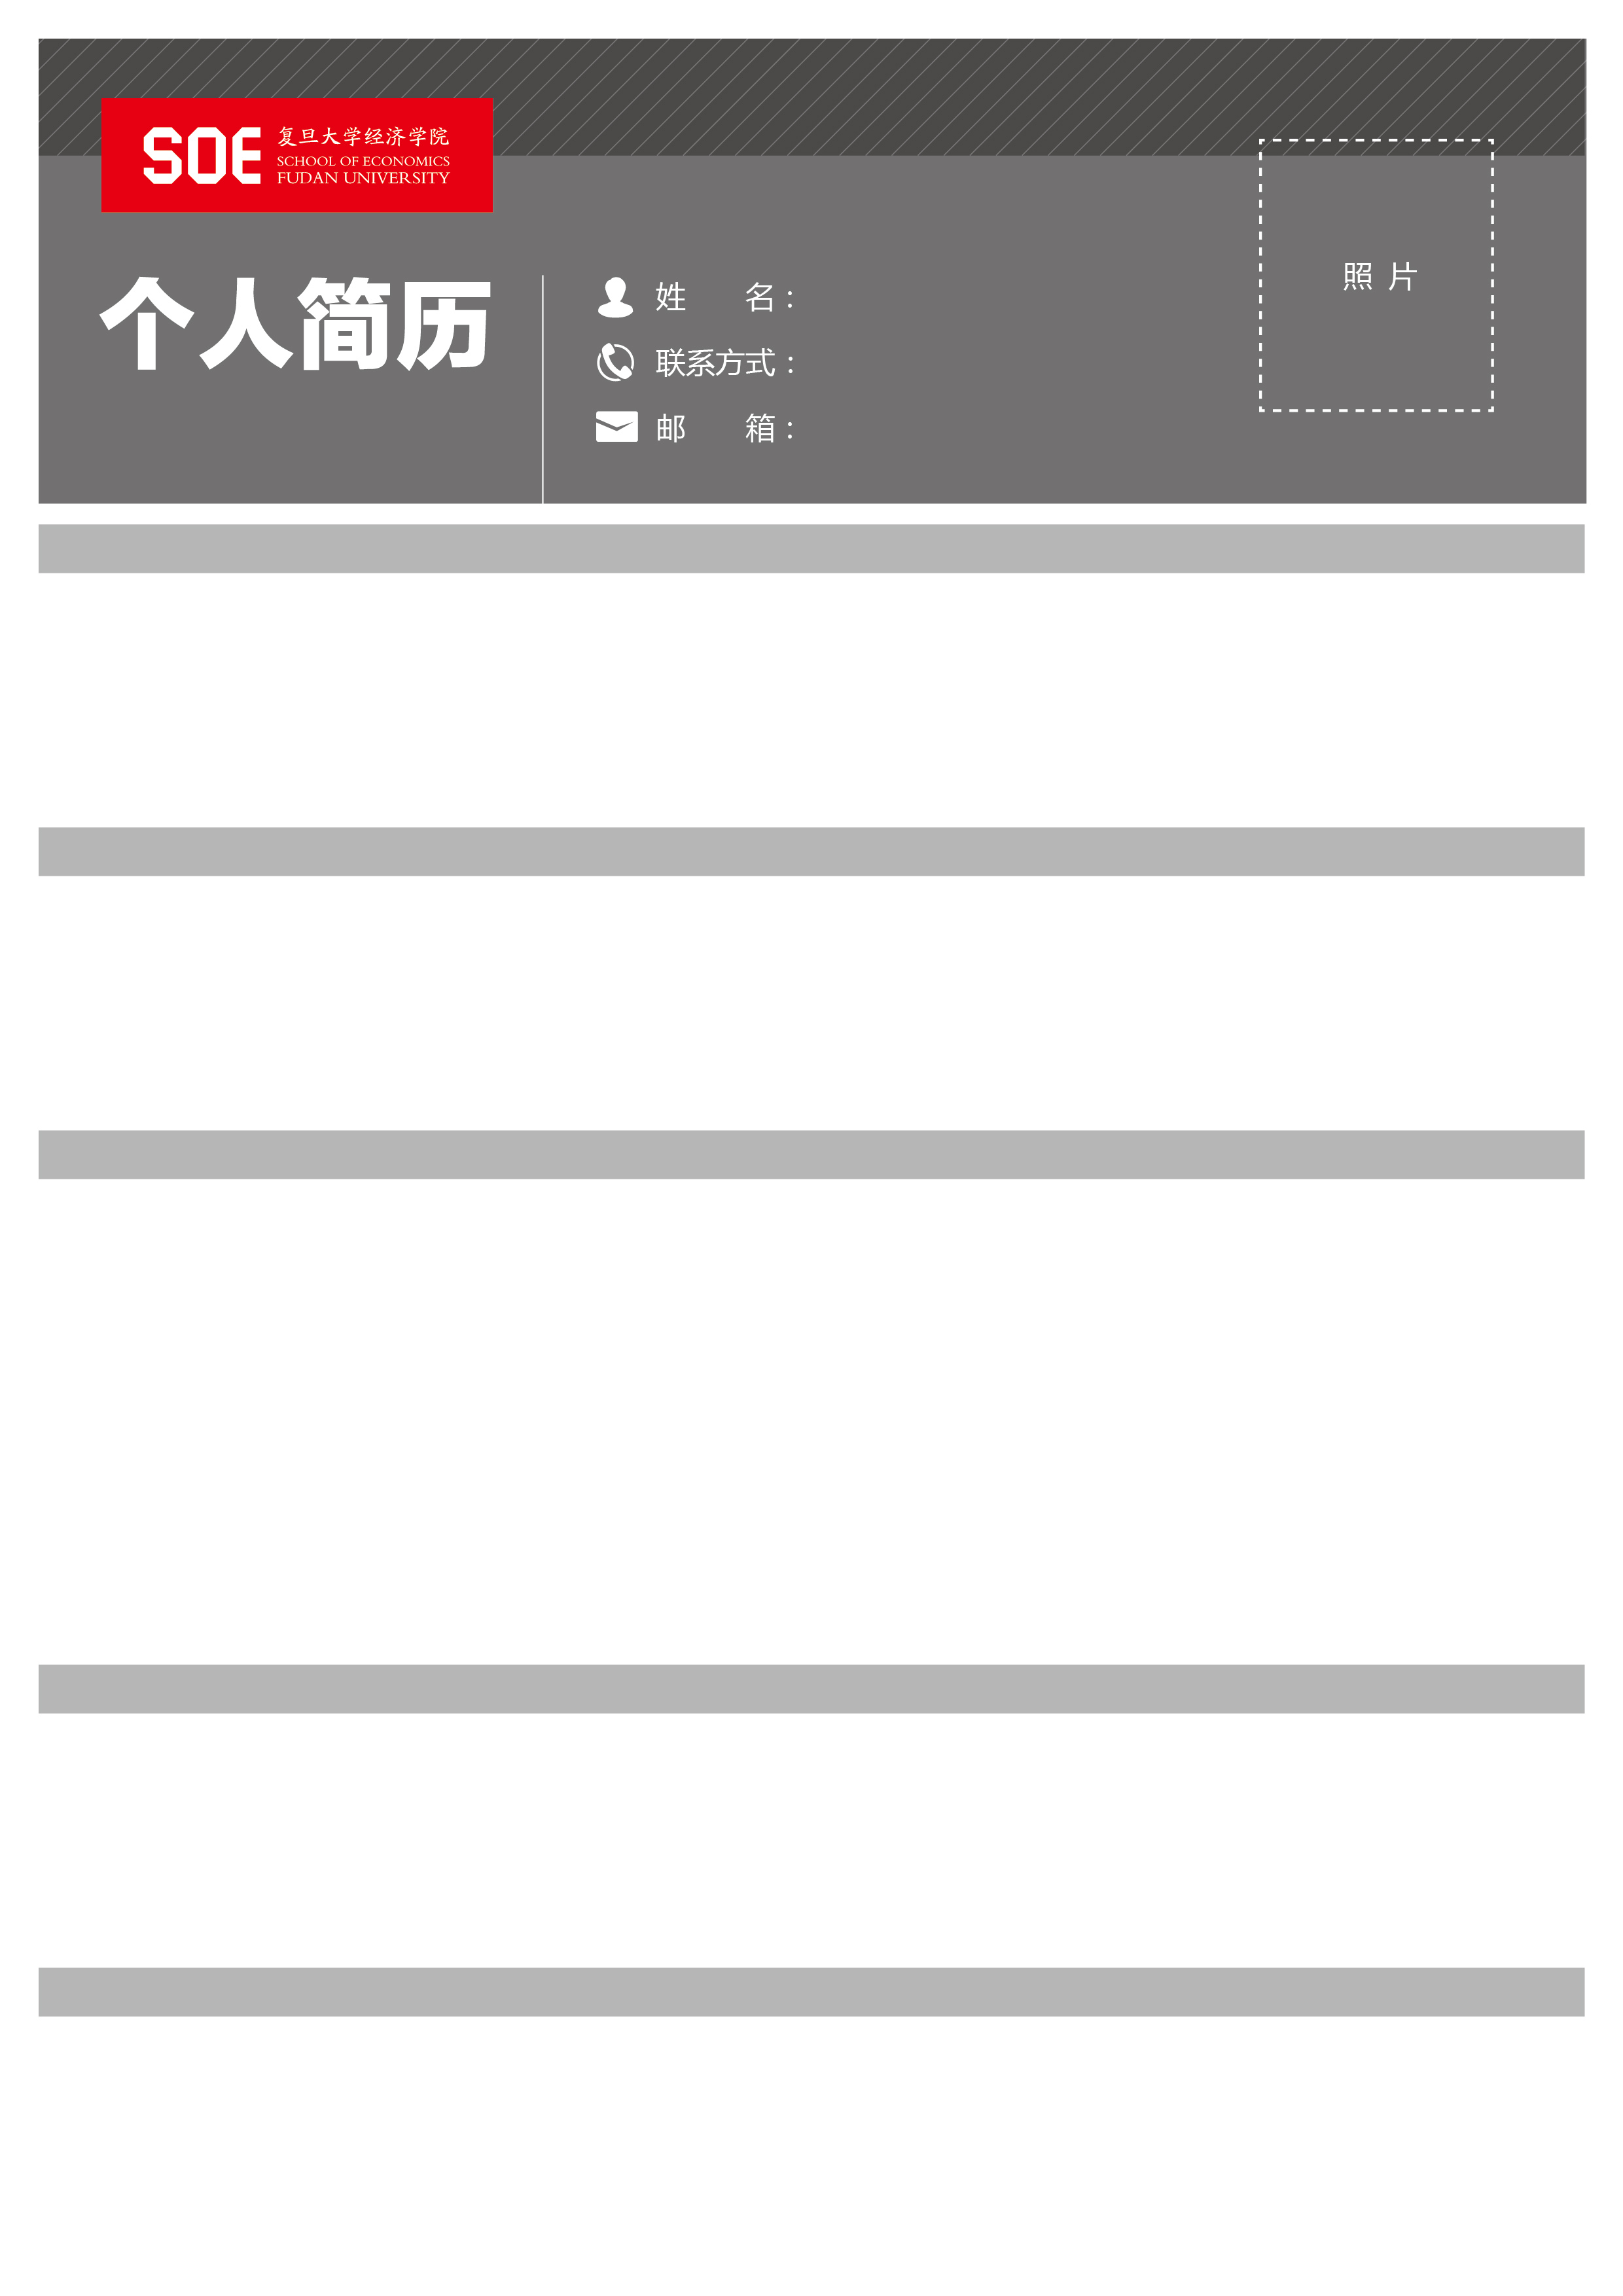 SOE
复旦大学经济学院
SCHOOL OF ECONOMICS
FUDAN UNIVERSITY
个人简历
姓 名：
联系方式：
邮 箱：
照 片